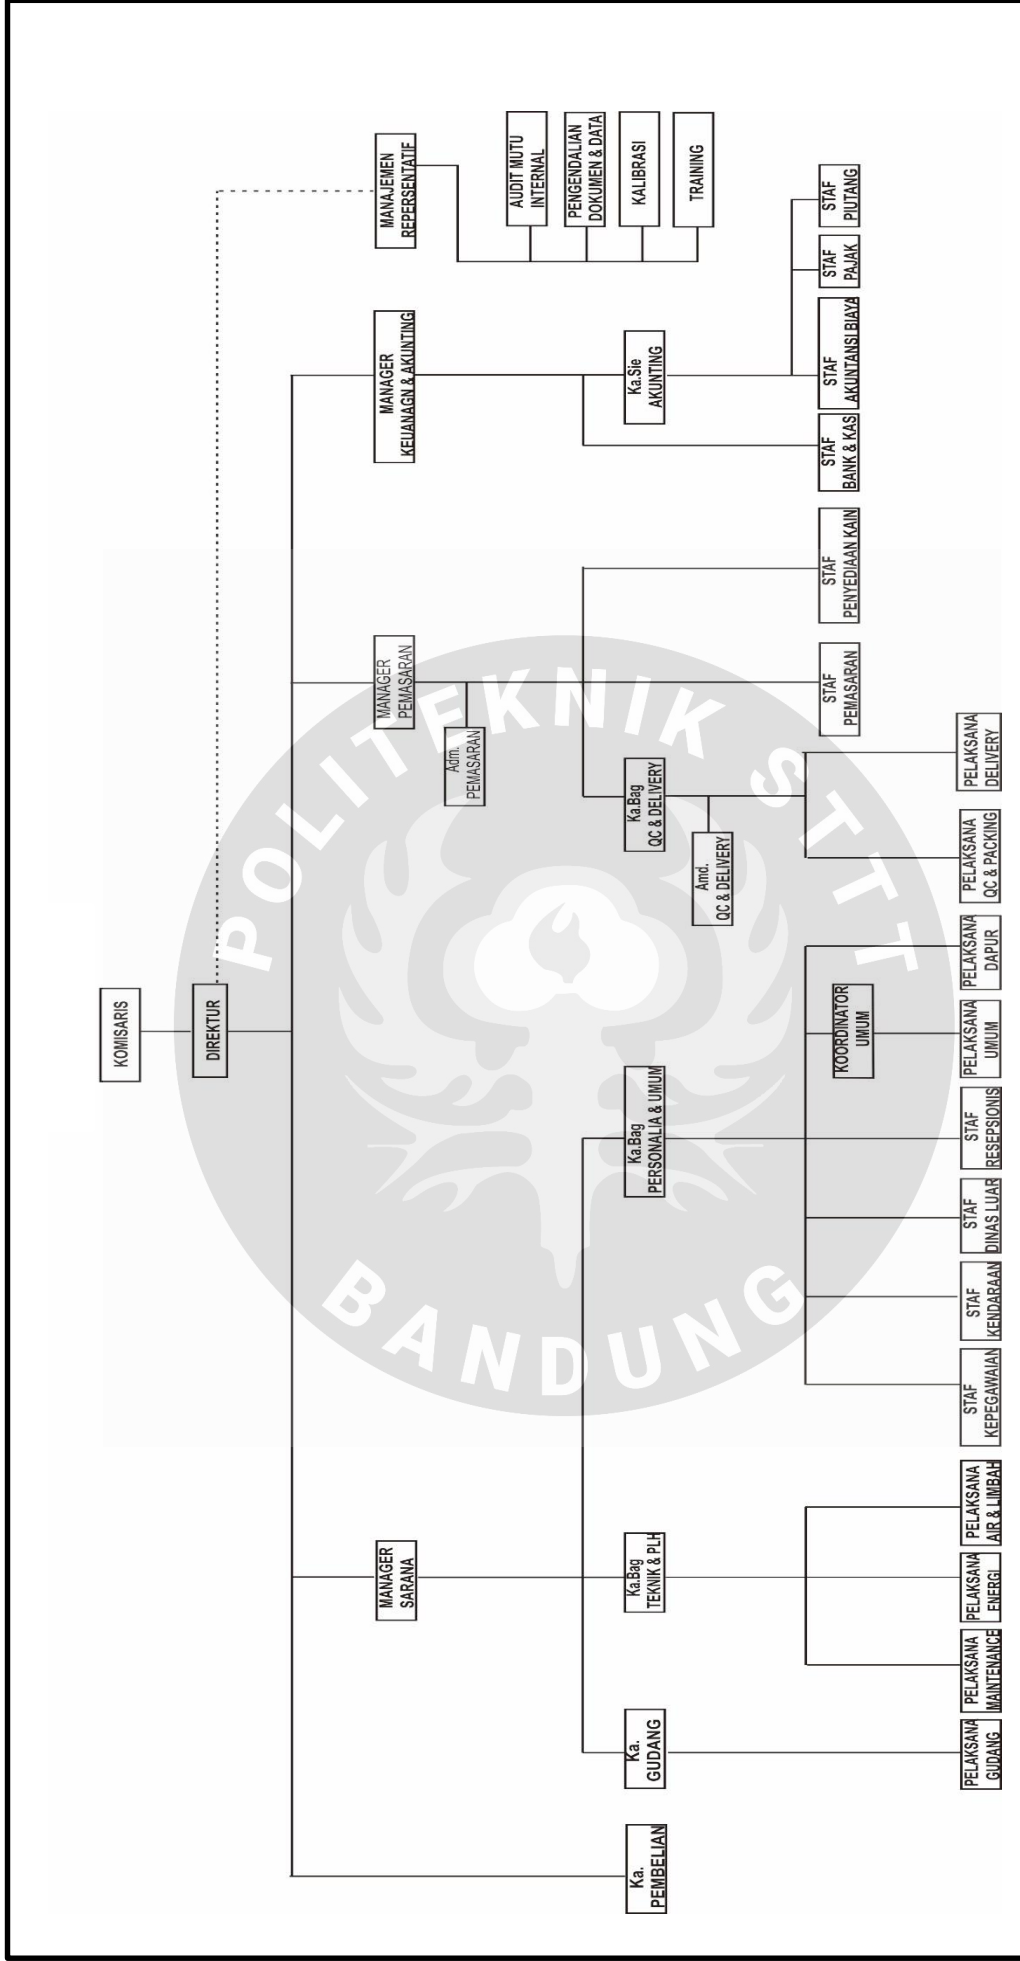 KOMISARIS
DIREKTUR
MANAGER
SARANA
MANAGER
PEMASARAN
MANAGER
KEUANAGN & AKUNTING
MANAJEMEN
REPERSENTATIF
Adm.
PEMASARAN
AUDIT MUTU
INTERNAL
PENGENDALIAN
DOKUMEN & DATA
KALIBRASI
TRAINING
Ka.
PEMBELIAN
Ka.
GUDANG
Ka.Bag
TEKNIK & PLH
Ka.Bag
PERSONALIA & UMUM
Ka.Bag
QC & DELIVERY
Ka.Sie
AKUNTING
Amd.
QC & DELIVERY
KOORDINATOR
UMUM
STAF
PEMASARAN
STAF
PENYEDIAAN KAIN
STAF
BANK & KAS
STAF
AKUNTANSI BIAYA
STAF
PAJAK
STAF
PIUTANG
PELAKSANA
GUDANG
PELAKSANA
MAINTENANCE
PELAKSANA
ENERGI
PELAKSANA
AIR & LIMBAH
STAF
KEPEGAWAIAN
STAF
KENDARAAN
STAF
DINAS LUAR
STAF
RESEPSIONIS
PELAKSANA
UMUM
PELAKSANA
DAPUR
PELAKSANA
QC & PACKING
PELAKSANA
DELIVERY
POLITEKNIK STTT
BANDUNG